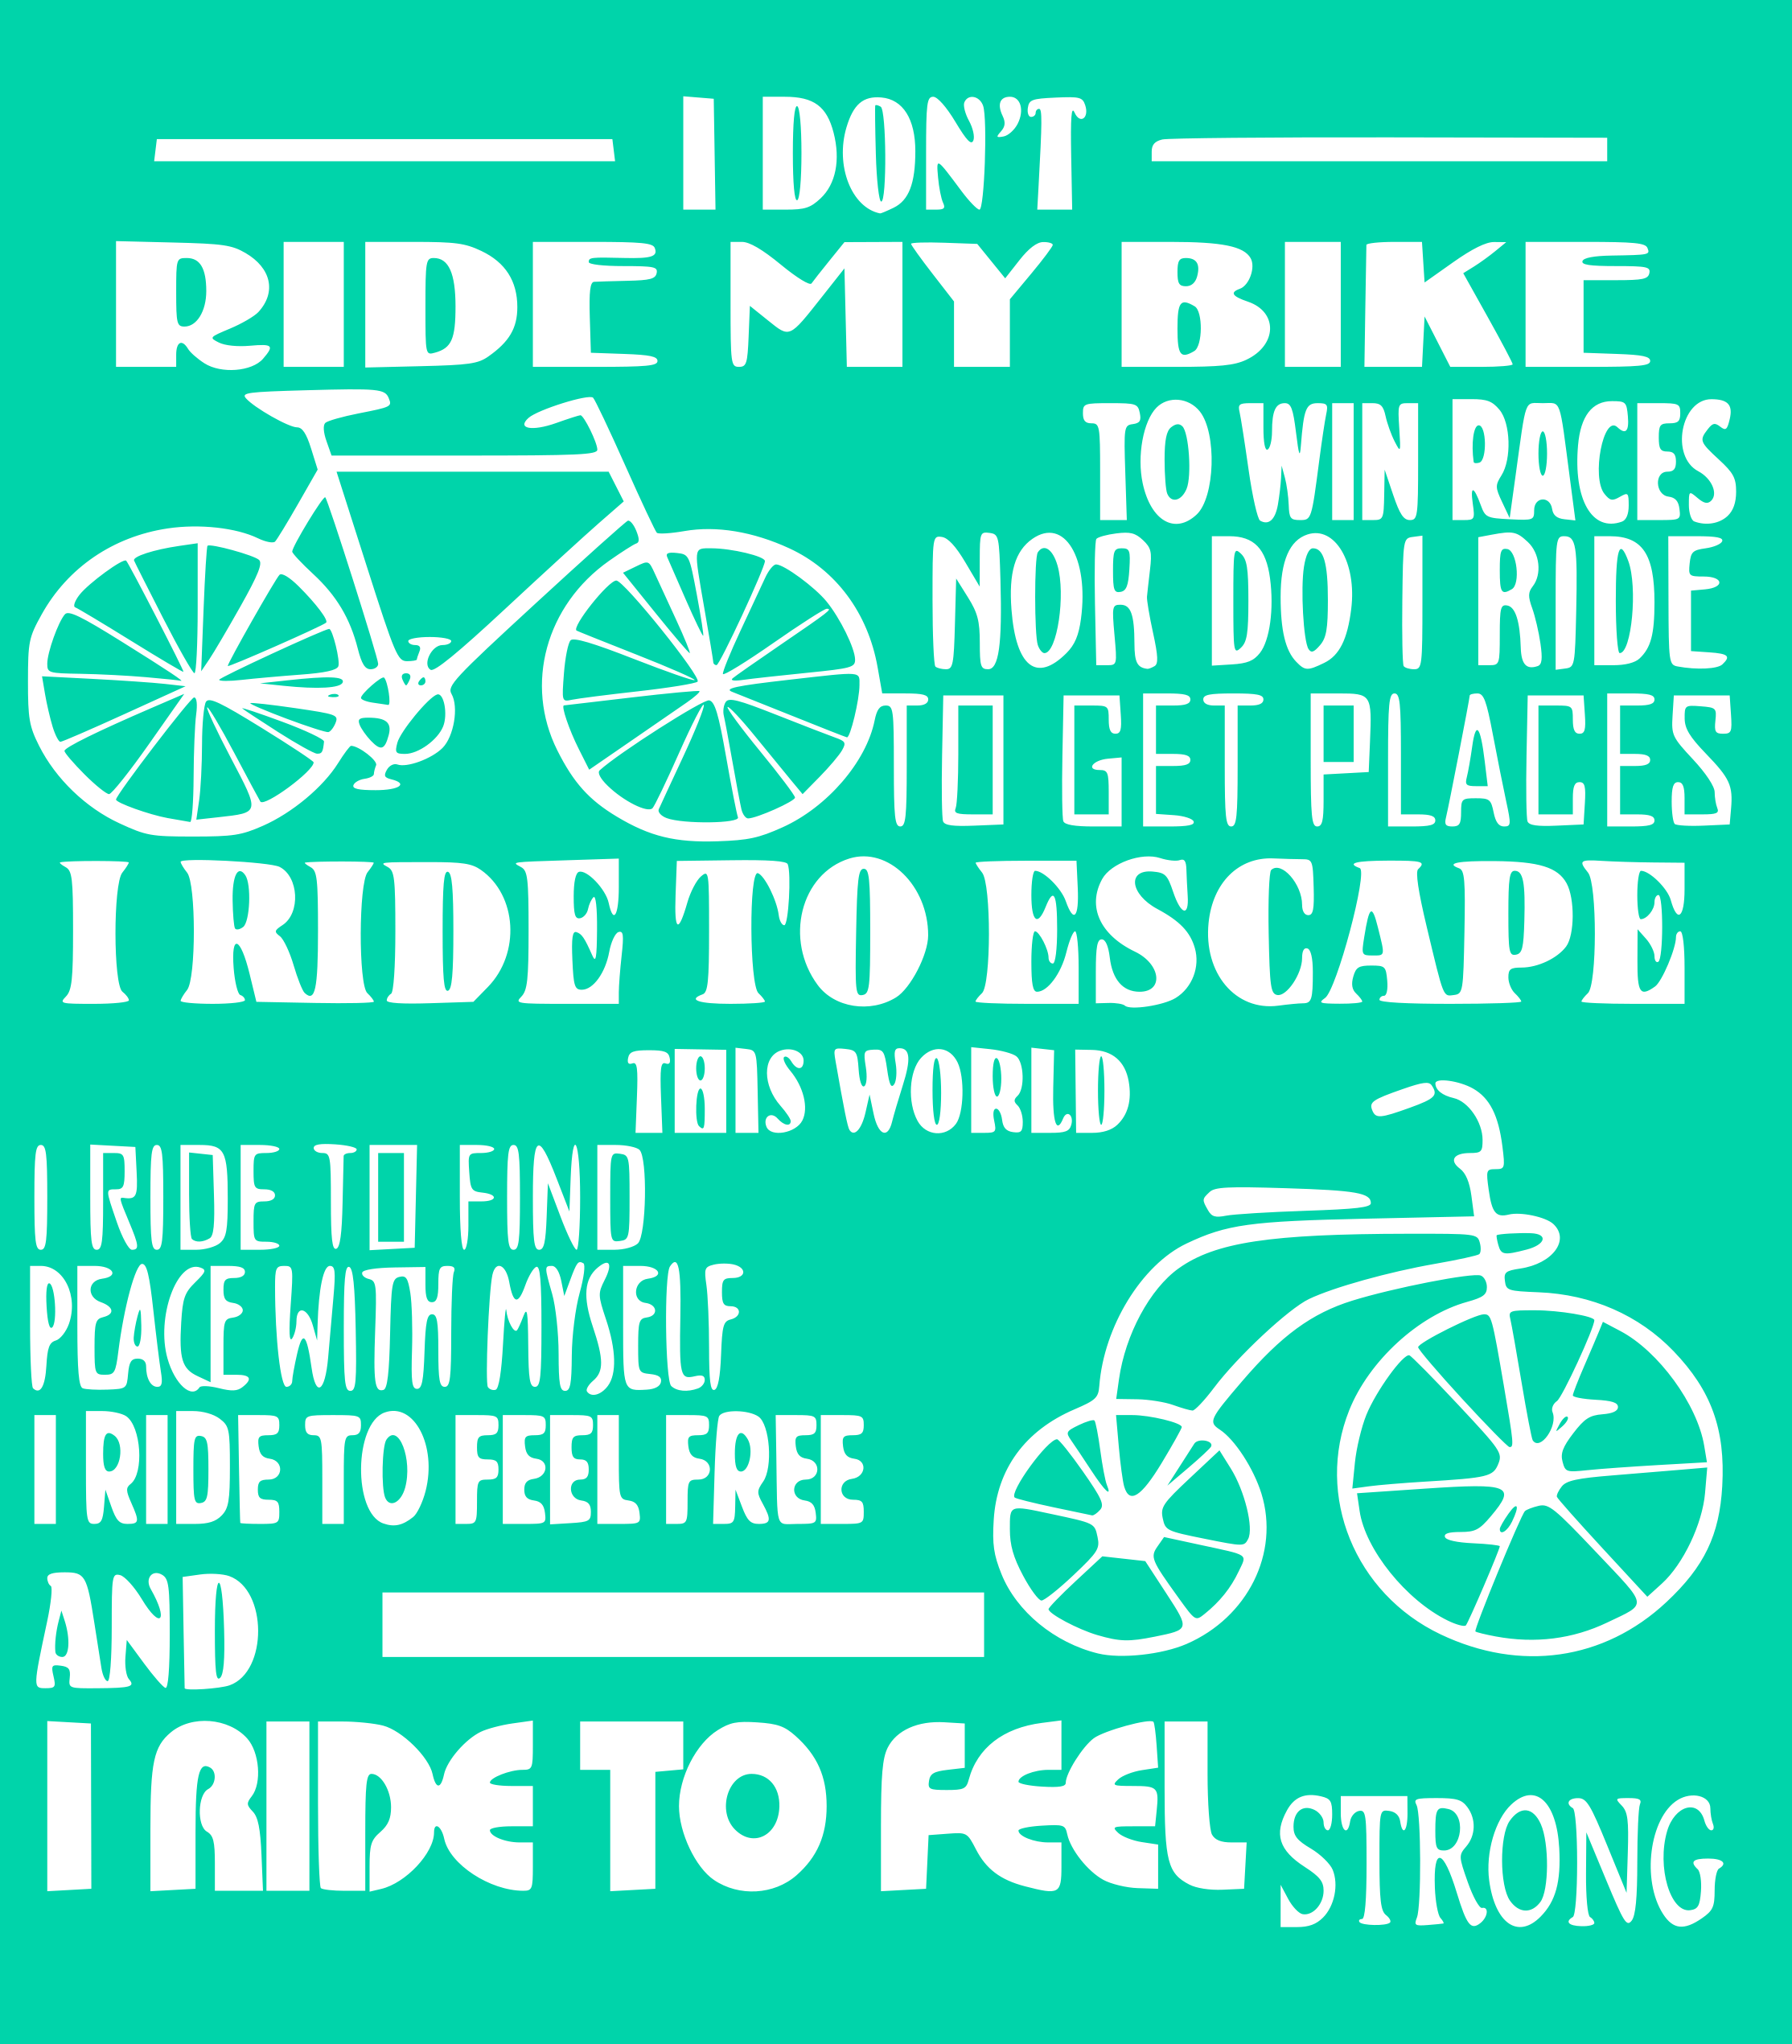 I DON'T
RIDE MY BIKE
TO WIN RACES
NOR DO I RIDE
TO GET PLACES
I RIDE TO ESCAPE
THIS WORLD
I RIDE TO FIND
PEACE WITH MYSELF
I RIDE TO FEEL FREE
AND
I RIDE TO FEEL
STRONG